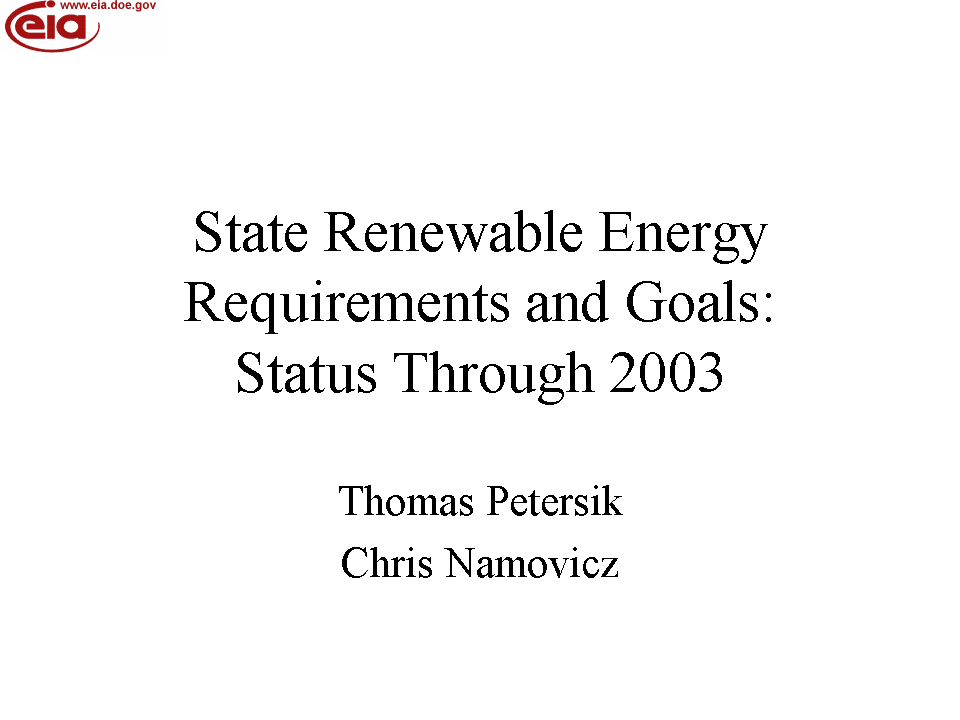 www.eia.doe.gov
eia
State Renewable Energy
Requirements and Goals:
Status Through 2003
Thomas Petersik
Chris Namovicz